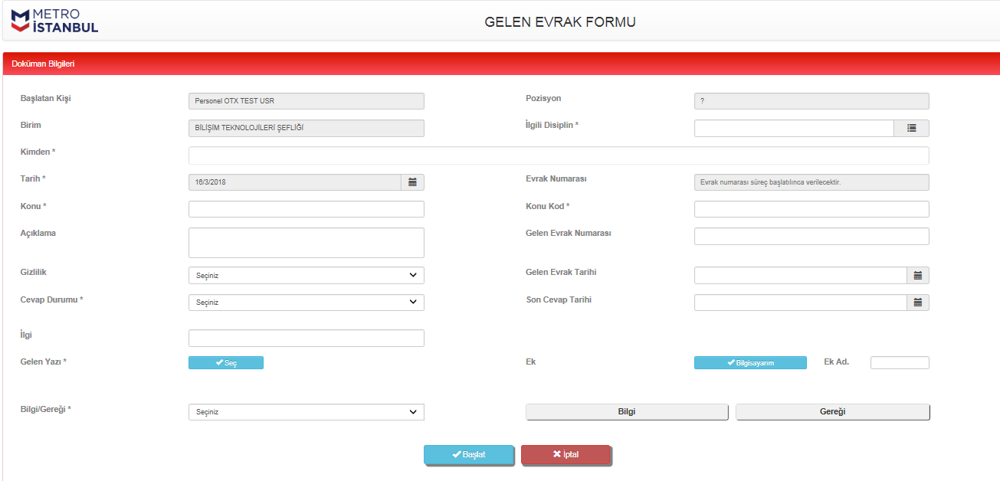 METRO
İSTANBUL
GELEN EVRAK FORMU
Doküman Bilgileri
Başlatan Kişi
Personel OTX TEST USR
Pozisyon
?
Birim
BİLİŞİM TEKNOLOJİLERİ ŞEFLİĞİ
İlgili Disiplin *
Kimden *
Tarih *
16/3/2018
Evrak Numarası
Evrak numarası süreç başlatılınca verilecektir.
Konu *
Konu Kod *
Açıklama
Gelen Evrak Numarası
Gizlilik
Seçiniz
Gelen Evrak Tarihi
Cevap Durumu *
Seçiniz
Son Cevap Tarihi
İlgi
Gelen Yazı *
Seç
Ek
Bilgisayarım
Ek Ad.
Bilgi/Gereği *
Seçiniz
Bilgi
Gereği
Başlat
İptal